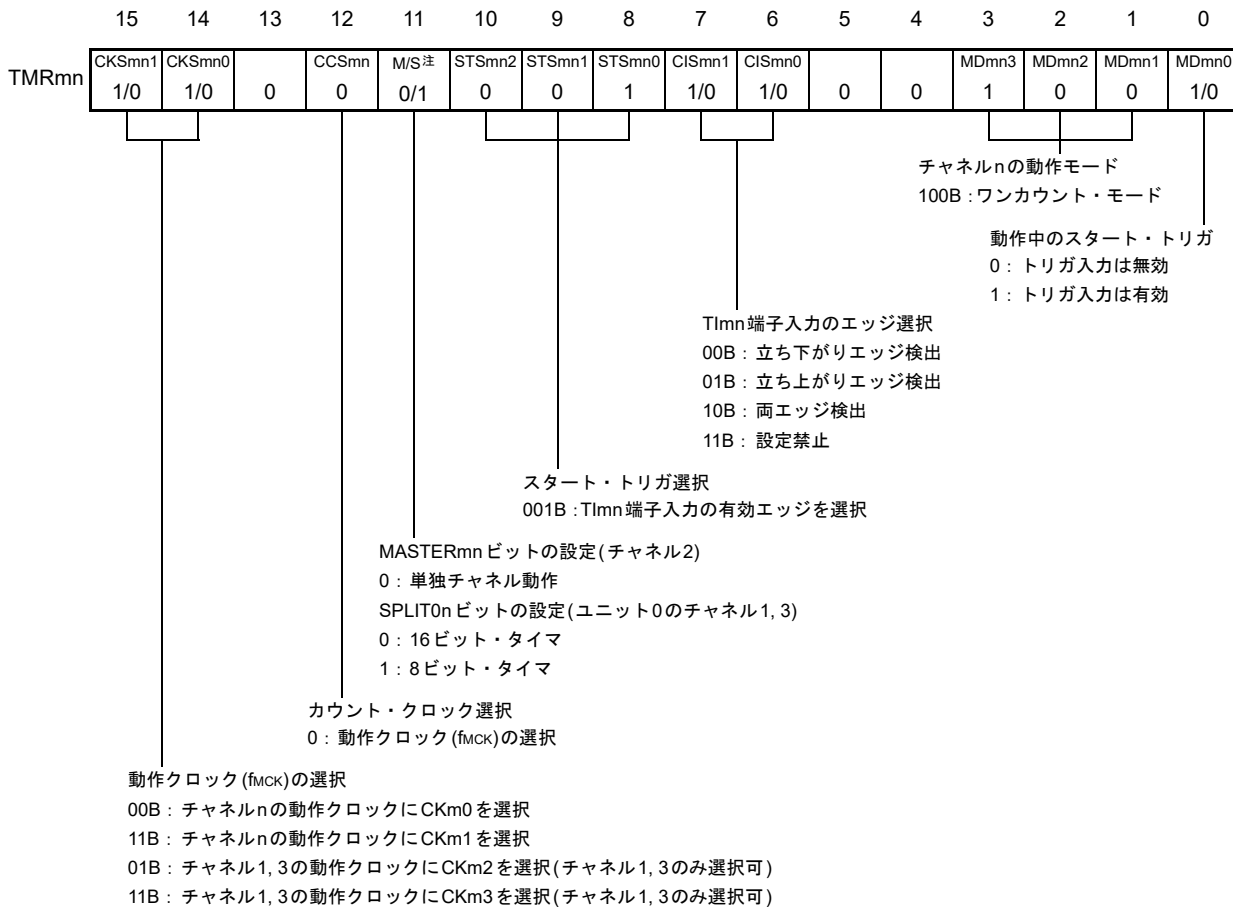 15 14 13 12 11 10 9 8 7 6 5 4 3 2 1 0
TMRmn
CKSmn1 CKSmn0 CCSmn M/S注 STSmn2 STSmn1 STSmn0 CISmn1 CISmn0 MDmn3 MDmn2 MDmn1 MDmn0
1/0 1/0 0 0 0/1 0 0 1 1/0 1/0 0 0 1 0 0 1/0
チャネルnの動作モード
100B:ワンカウント・モード
動作中のスタート・トリガ
0:トリガ入力は無効
1:トリガ入力は有効
TImn端子入力のエッジ選択
00B:立ち下がりエッジ検出
01B:立ち上がりエッジ検出
10B:両エッジ検出
11B:設定禁止
スタート・トリガ選択
001B:TImn端子入力の有効エッジを選択
MASTERmnビットの設定(チャネル2)
0:単独チャネル動作
SPLIT0nビットの設定(ユニット0のチャネル1, 3)
0:16ビット・タイマ
1:8ビット・タイマ
カウント・クロック選択
0:動作クロック(fMCK)の選択
動作クロック(fMCK)の選択
00B:チャネルnの動作クロックにCKm0を選択
11B:チャネルnの動作クロックにCKm1を選択
01B:チャネル1, 3の動作クロックにCKm2を選択(チャネル1, 3のみ選択可)
11B:チャネル1, 3の動作クロックにCKm3を選択(チャネル1, 3のみ選択可)